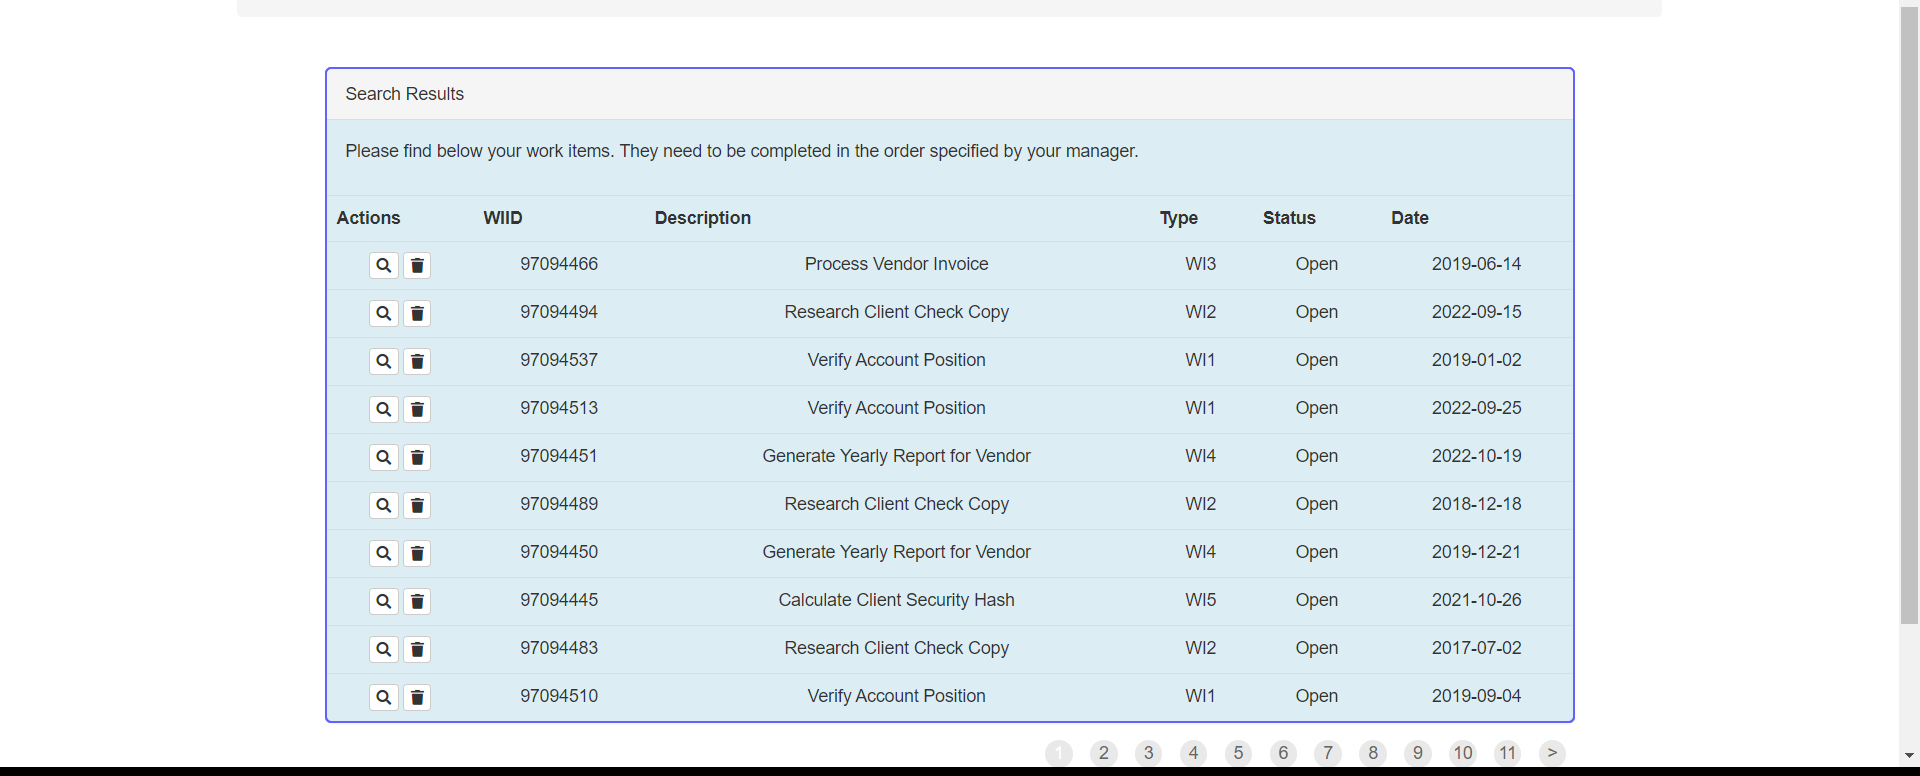 Search Results
Please find below your work items. They need to be completed in the order specified by your manager.
Actions WIID Description Type Status Date
97094466 Process Vendor Invoice WI3 Open 2019-06-14
97094494 Research Client Check Copy WI2 Open 2022-09-15
97094537 Verify Account Position WI1 Open 2019-01-02
97094513 Verify Account Position WI1 Open 2022-09-25
97094451 Generate Yearly Report for Vendor WI4 Open 2022-10-19
97094489 Research Client Check Copy WI2 Open 2018-12-18
97094450 Generate Yearly Report for Vendor WI4 Open 2019-12-21
97094445 Calculate Client Security Hash WI5 Open 2021-10-26
97094483 Research Client Check Copy WI2 Open 2017-07-02
97094510 Verify Account Position WI1 Open 2019-09-04
1 2 3 4 5 6 7 8 9 10 11 >